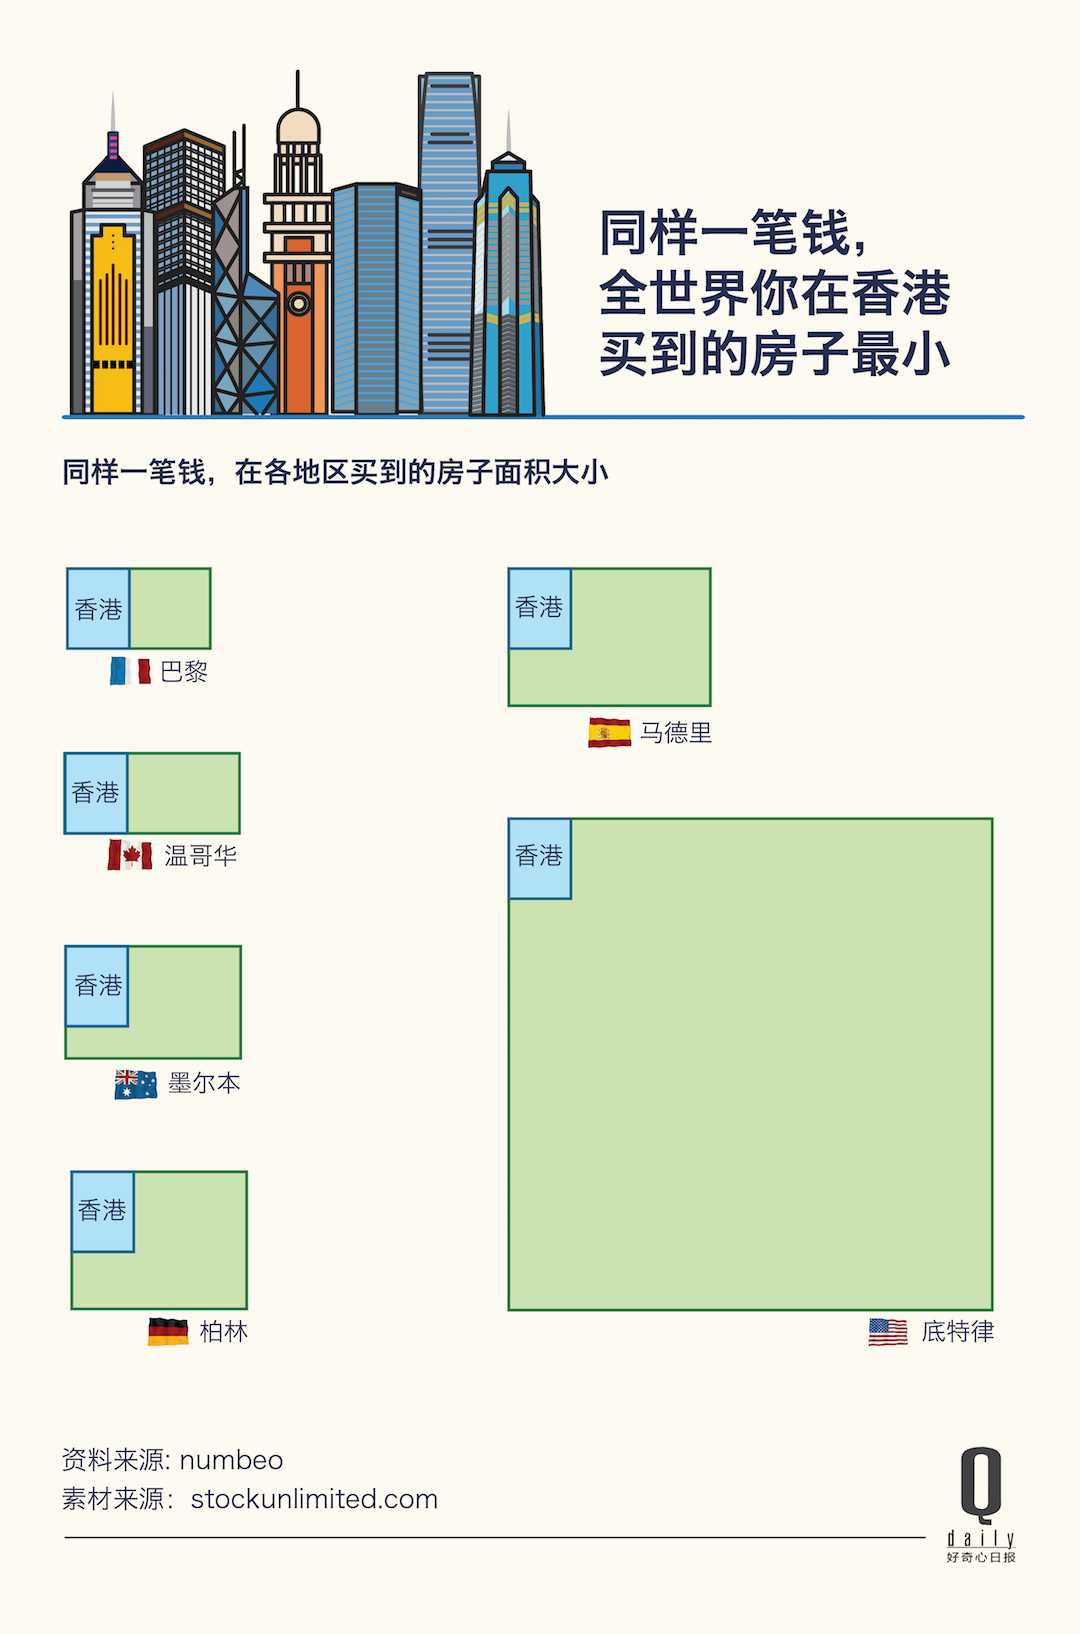 同样一笔钱，
全世界你在香港
买到的房子最小
同样一笔钱，在各地区买到的房子面积大小
香港
巴黎
香港
温哥华
香港
墨尔本
香港
柏林
香港
马德里
香港
底特律
资料来源: numbeo
素材来源：stockunlimited.com
Q
daily
好奇心日报